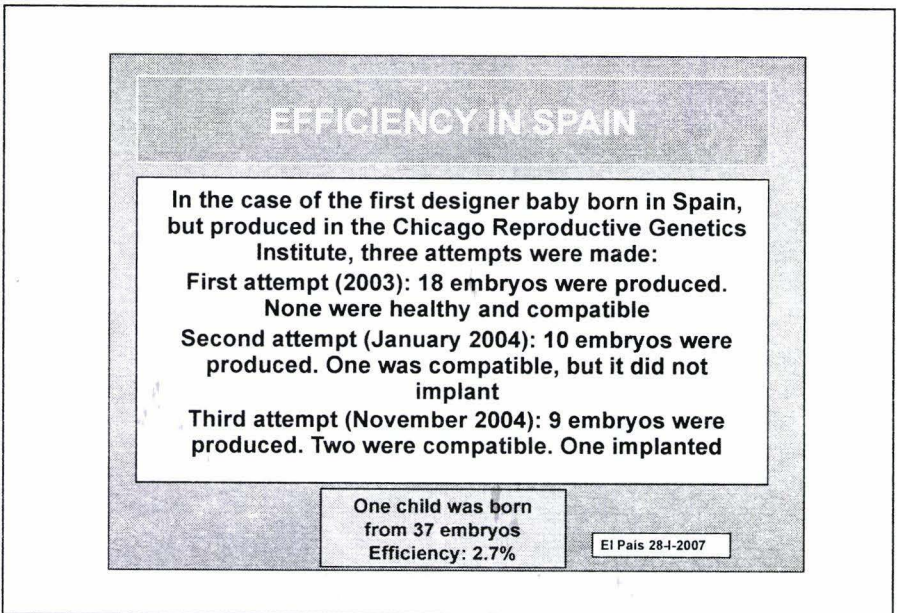 EFFICIENCY IN SPAIN
In the case of the first designer baby born in Spain,
but produced in the Chicago Reproductive Genetics
Institute, three attempts were made:
First attempt (2003): 18 embryos were produced.
None were healthy and compatible
Second attempt (January 2004): 10 embryos were
produced. One was compatible, but it did not
implant
Third attempt (November 2004): 9 embryos were
produced. Two were compatible. One implanted
One child was born
from 37 embryos
Efficiency: 2.7%
El País 28-I-2007